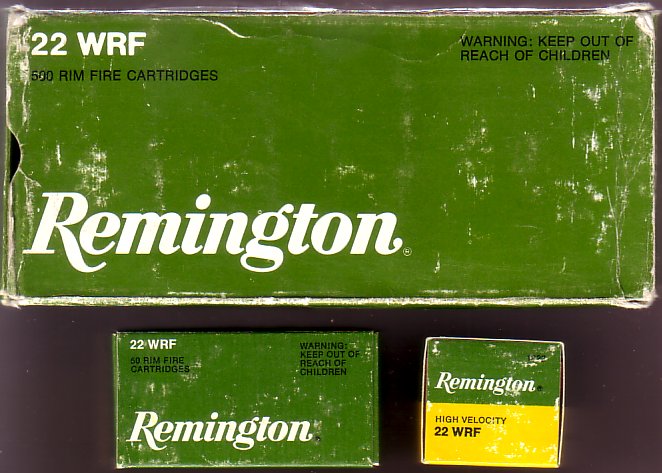 22 WRF
500 RIM FIRE CARTRIDGES
WARNING: KEEP OUT OF
REACH OF CHILDREN
Remington®
22 WRF
50 RIM FIRE
CARTRIDGES
WARNING:
KEEP OUT OF
REACH OF
CHILDREN
Remington®
Remington®
HIGH VELOCITY
22 WRF